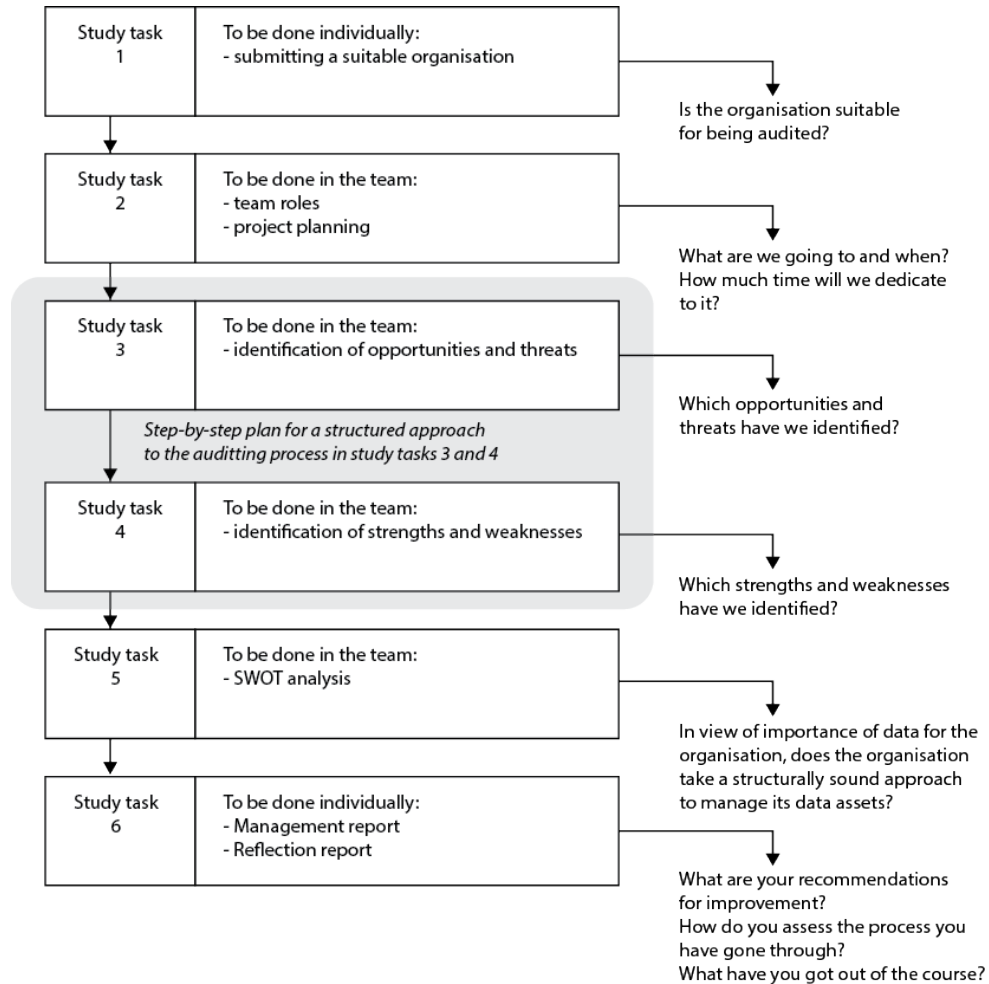 Study task
1
To be done individually:
- submitting a suitable organisation
Is the organisation suitable
for being audited?
Study task
2
To be done in the team:
- team roles
- project planning
What are we going to and when?
How much time will we dedicate
to it?
Study task
3
To be done in the team:
- identification of opportunities and threats
Which opportunities and
threats have we identified?
Step-by-step plan for a structured approach
to the auditting process in study tasks 3 and 4
Study task
4
To be done in the team:
- identification of strengths and weaknesses
Which strengths and weaknesses
have we identified?
Study task
5
To be done in the team:
- SWOT analysis
In view of importance of data for the
organisation, does the organisation
take a structurally sound approach
to manage its data assets?
Study task
6
To be done individually:
- Management report
- Reflection report
What are your recommendations
for improvement?
How do you assess the process you
have gone through?
What have you got out of the course?